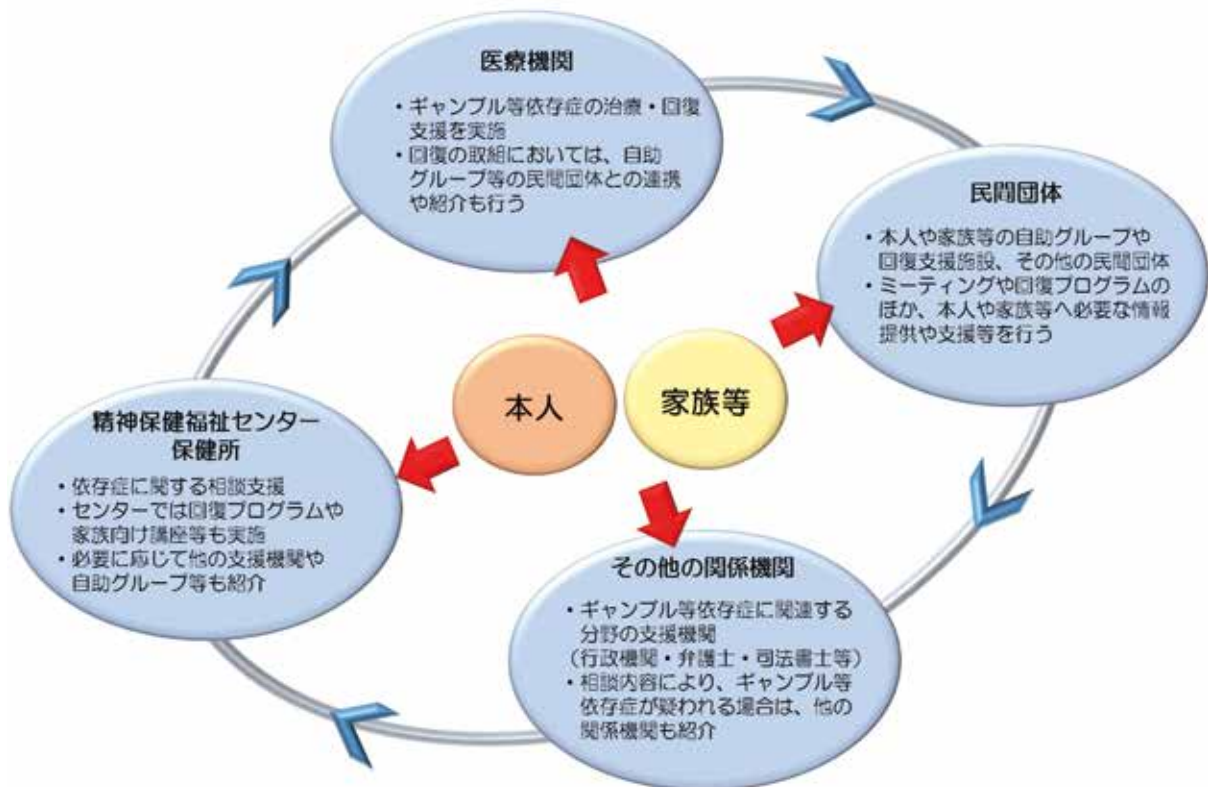 医療機関
・ギャンブル等依存症の治療・回復
支援を実施
・回復の取組においては、自助
グループ等の民間団体との連携
や紹介も行う
民間団体
・本人や家族等の自助グループや
回復支援施設、その他の民間団体
・ミーティングや回復プログラムの
ほか、本人や家族等へ必要な情報
提供や支援等を行う
本人
家族等
精神保健福祉センター
保健所
・依存症に関する相談支援
・センターでは回復プログラムや
家族向け講座等も実施
・必要に応じて他の支援機関や
自助グループ等も紹介
その他の関係機関
・ギャンブル等依存症に関連する
分野の支援機関
（行政機関・弁護士・司法書士等）
・相談内容により、ギャンブル等
依存症が疑われる場合は、他の
関係機関も紹介